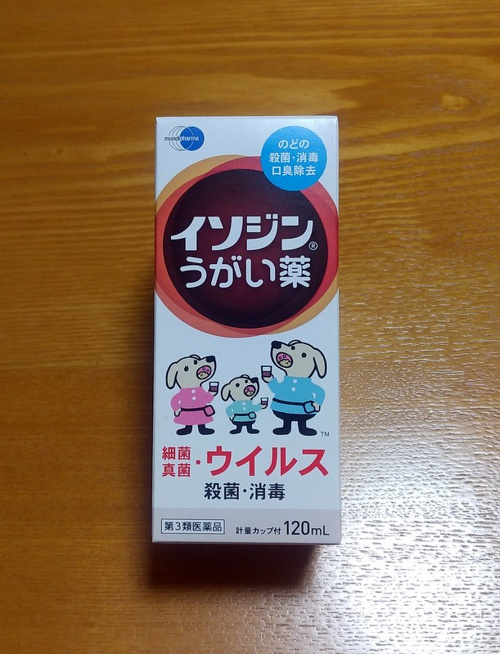 mundipharma
のどの
殺菌・消毒
口臭除去
イソジン®
うがい薬
TM
細菌
真菌
・ウイルス
殺菌・消毒
第3類医薬品
計量カップ付 120mL